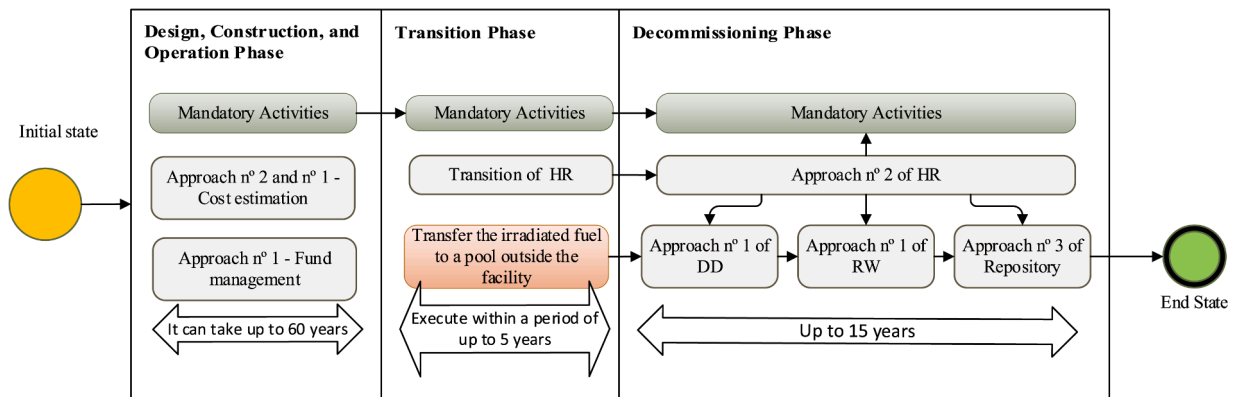 Initial state
Design, Construction, and
Operation Phase
Mandatory Activities
Approach nº 2 and nº 1 -
Cost estimation
Approach nº 1 - Fund
management
It can take up to 60 years
Transition Phase
Mandatory Activities
Transition of HR
Transfer the irradiated fuel
to a pool outside the
facility
Execute within a period of
up to 5 years
Decommissioning Phase
Mandatory Activities
Approach nº 2 of HR
Approach nº 1 of
DD
Approach nº 1 of
RW
Approach nº 3 of
Repository
Up to 15 years
End State